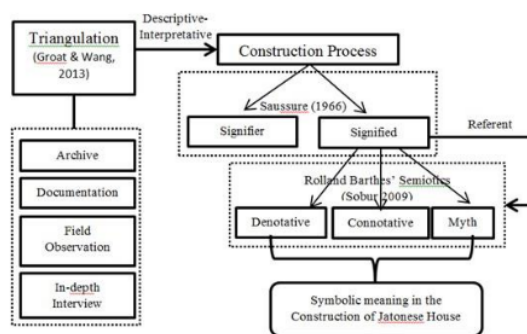 Triangulation
(Groat & Wang,
2013)
Descriptive-
Interpretative
Construction Process
Saussure (1966)
Signifier
Signified
Referent
Archive
Documentation
Field
Observation
In-depth
Interview
Rolland Barthes' Semiotics
(Sobur 2009)
Denotative
Connotative
Myth
Symbolic meaning in the
Construction of Jatonese House